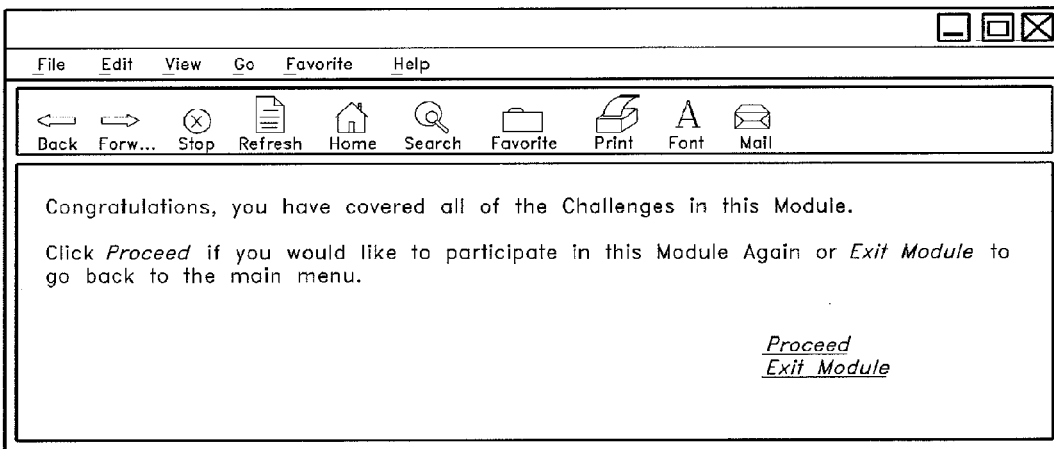 File Edit View Go Favorite Help
Back Forw... Stop Refresh Home Search Favorite Print Font Mail
Congratulations, you have covered all of the Challenges in this Module.
Click Proceed if you would like to participate in this Module Again or Exit Module to
go back to the main menu.
Proceed
Exit Module